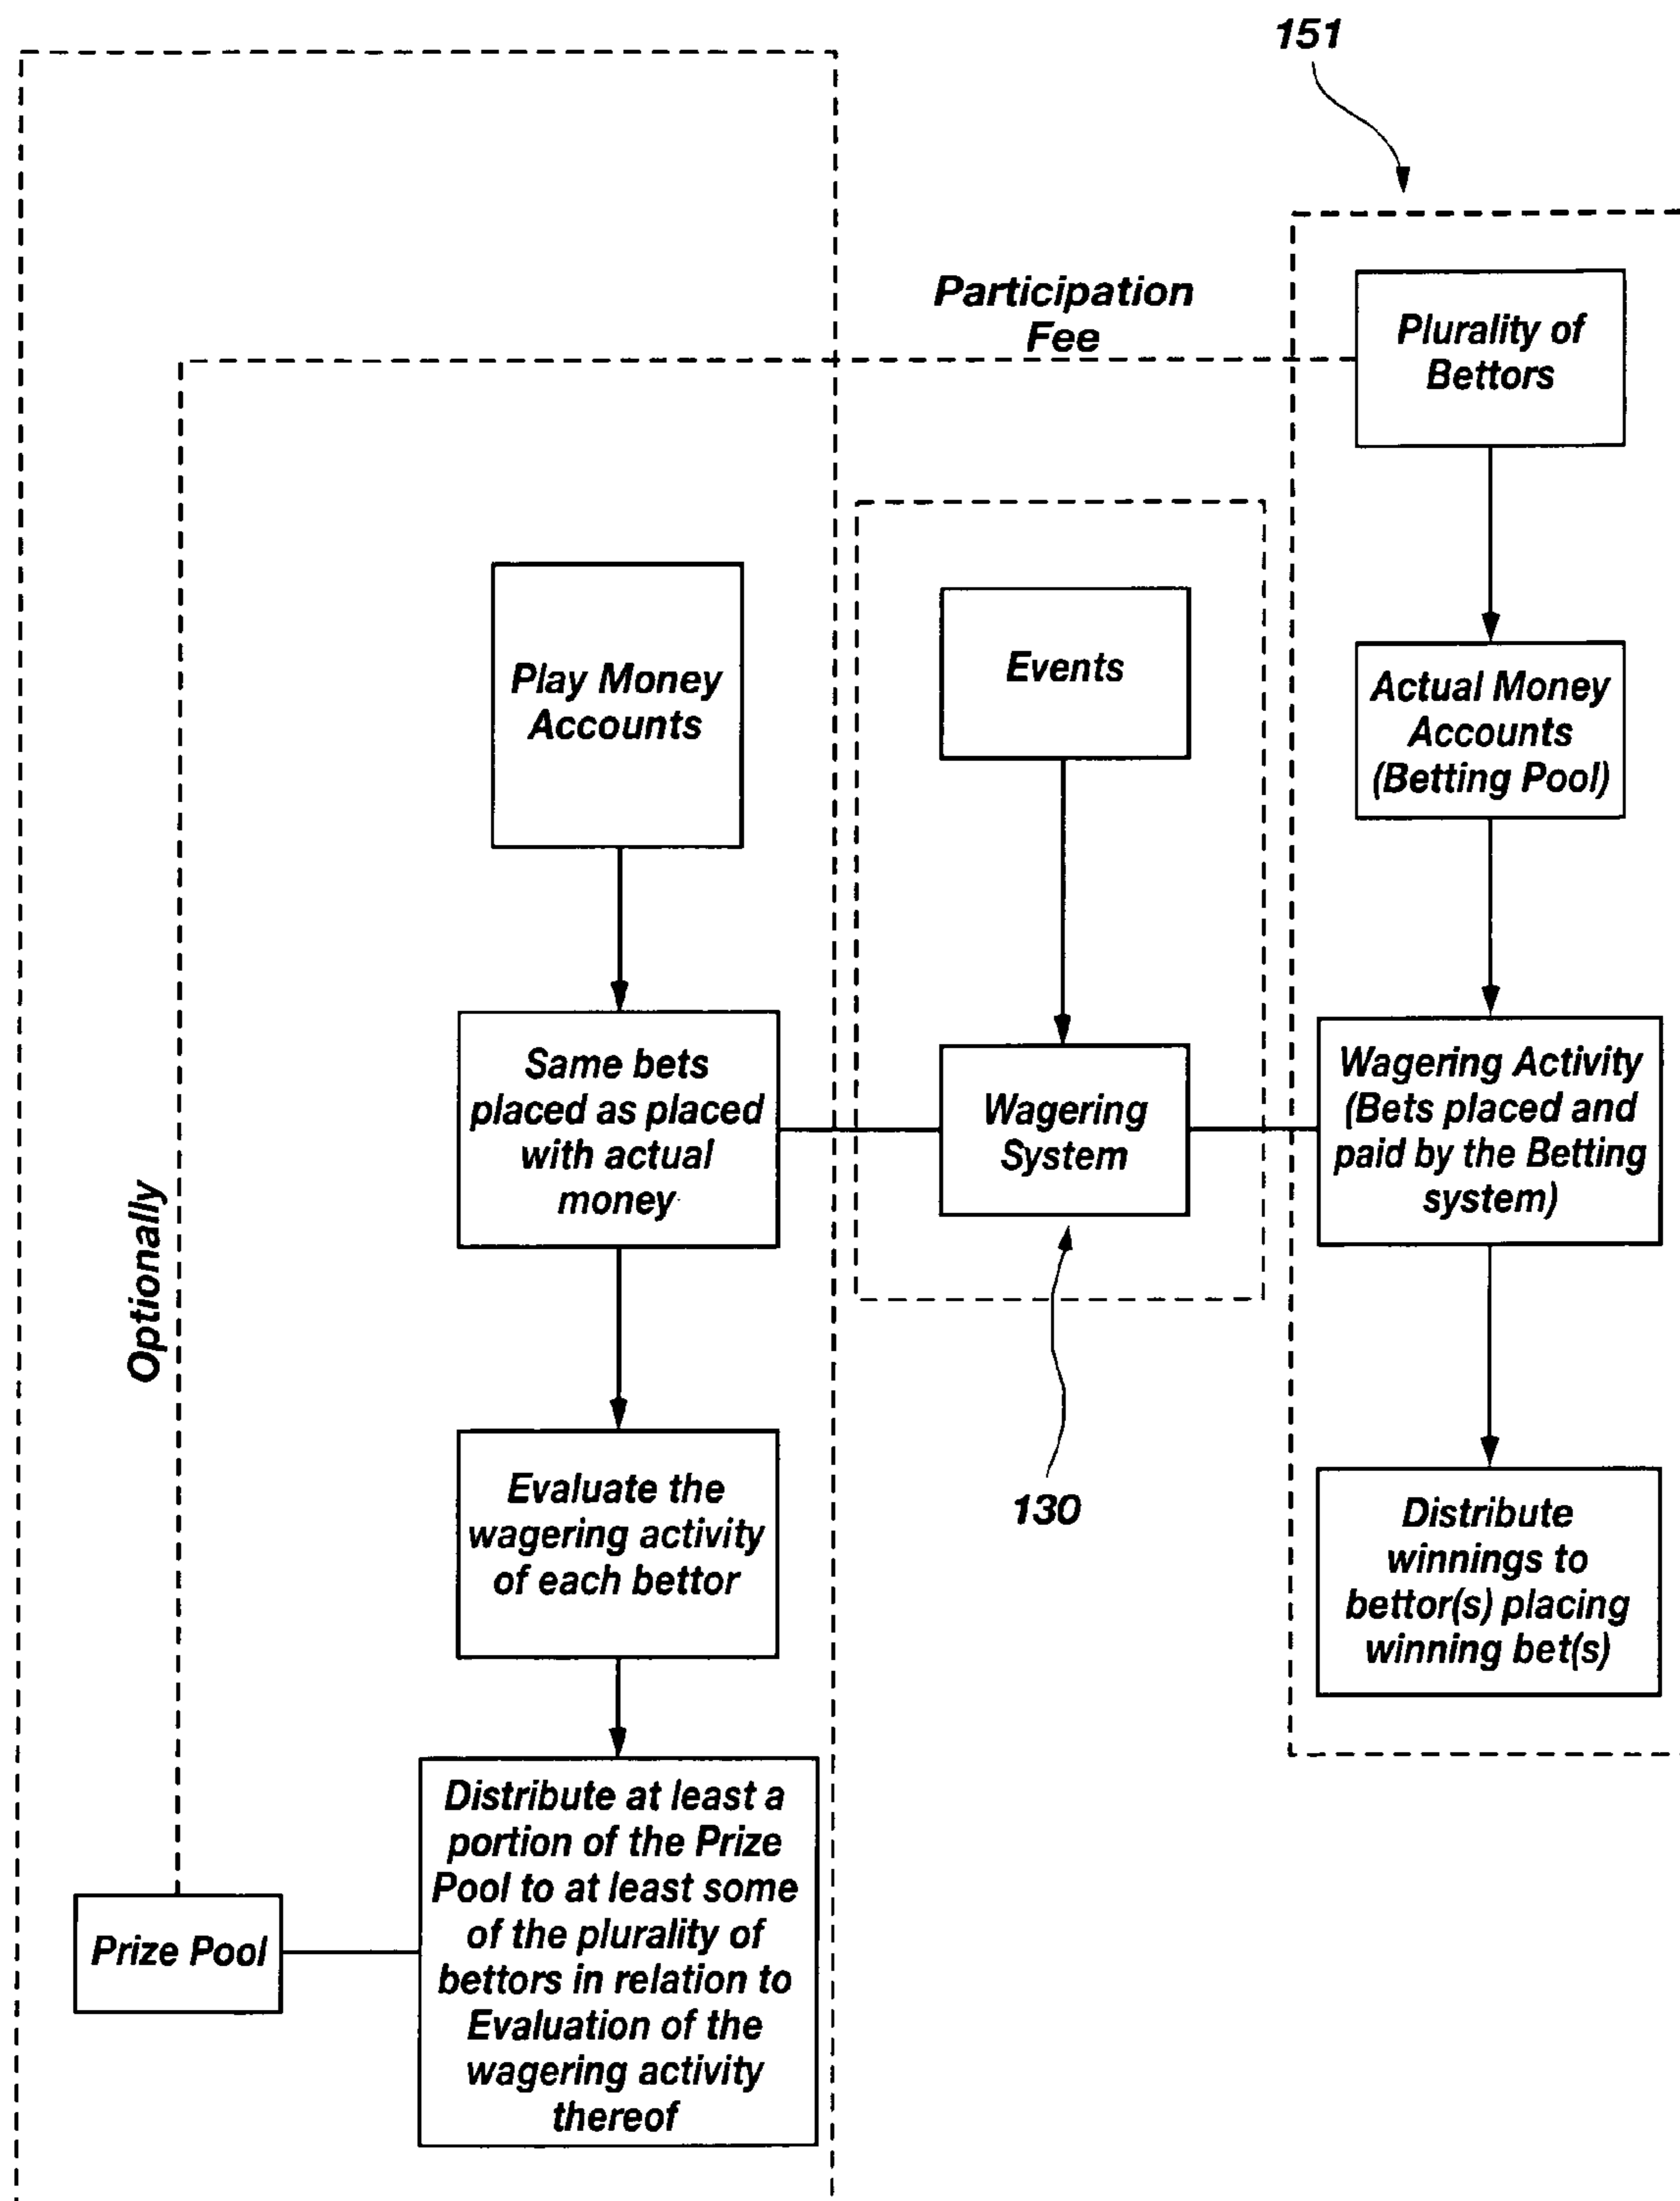 151
Participation
Fee
Plurality of
Bettors
Play Money
Accounts
Events
Actual Money
Accounts
(Betting Pool)
Same bets
placed as placed
with actual
money
Wagering
System
Wagering Activity
(Bets placed and
paid by the Betting
system)
Optionally
Evaluate the
wagering activity
of each bettor
130
Distribute
winnings to
bettor(s) placing
winning bet(s)
Distribute at least a
portion of the Prize
Pool to at least some
of the plurality of
bettors in relation to
Evaluation of the
wagering activity
thereof
Prize Pool